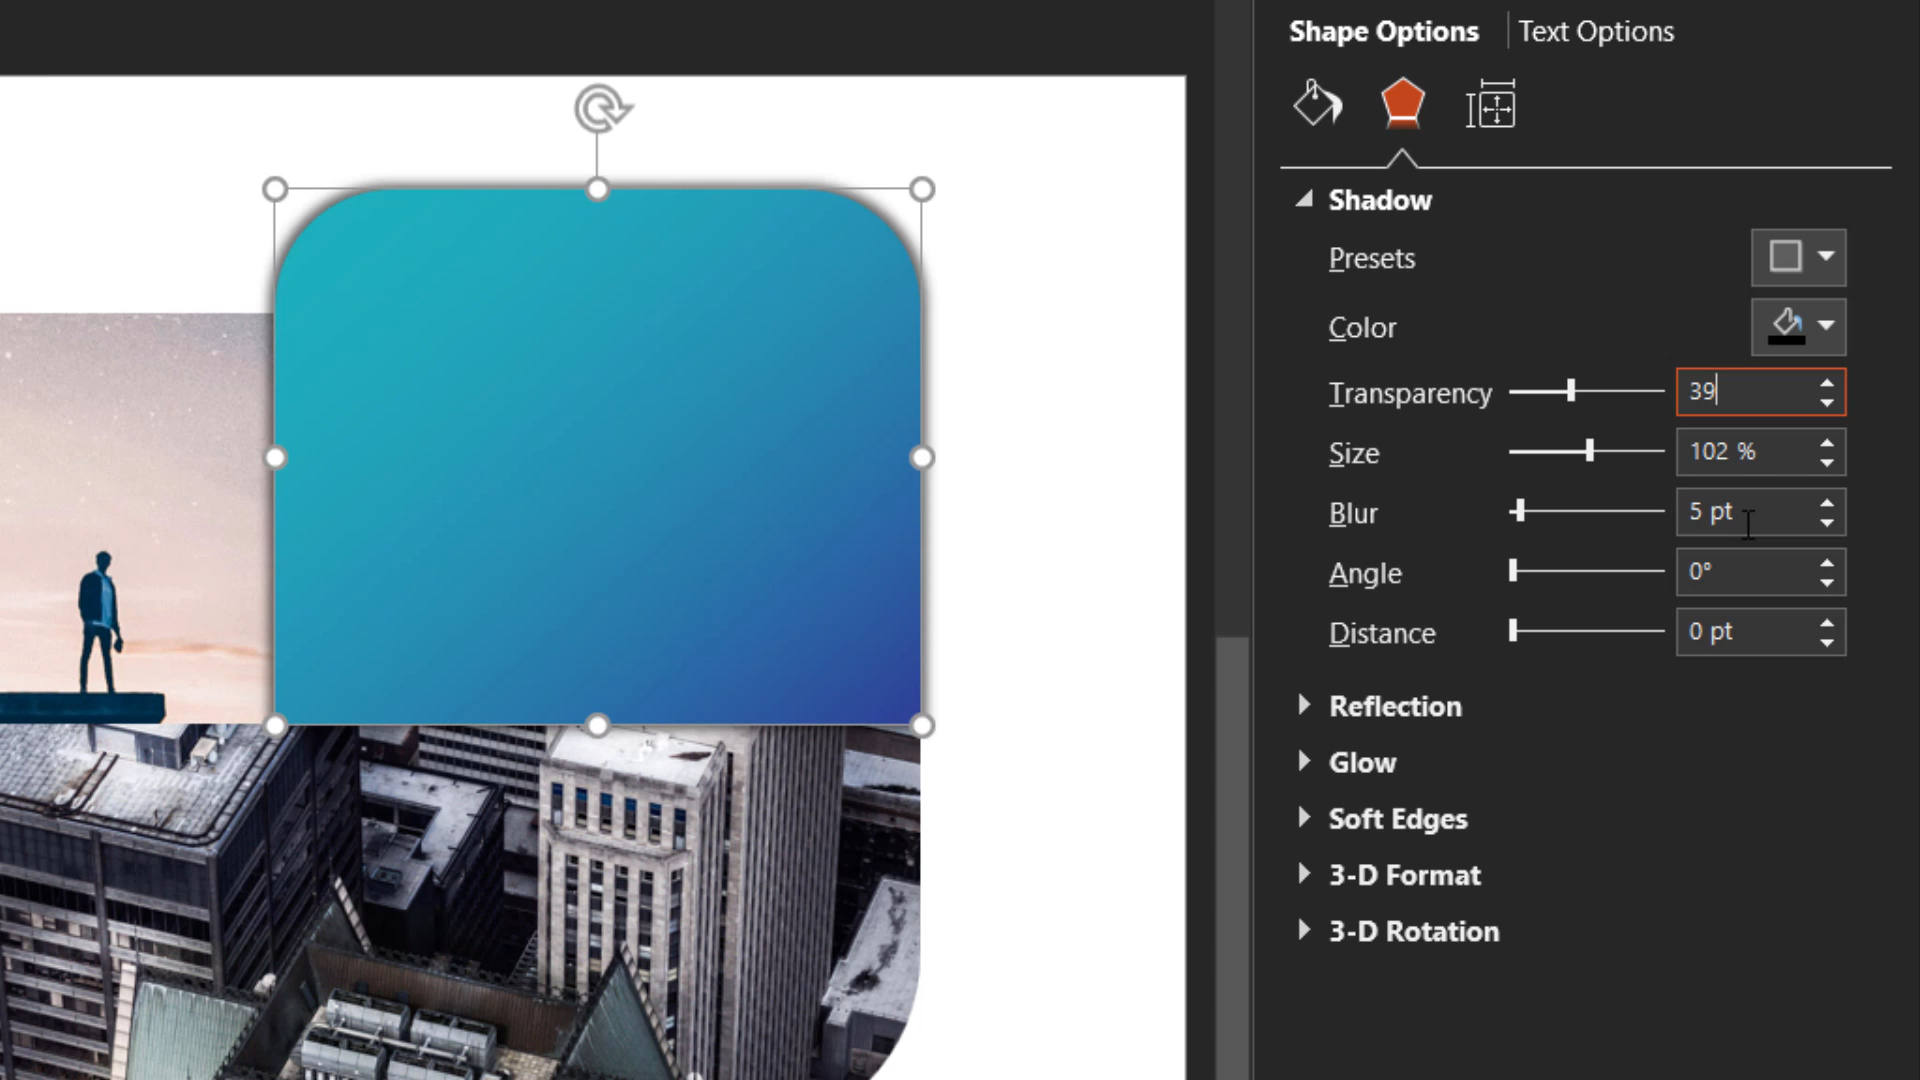 Shape Options Text Options
Shadow
Presets
Color
Transparency 39
Size 102 %
Blur 5 pt
Angle 0°
Distance 0 pt
Reflection
Glow
Soft Edges
3-D Format
3-D Rotation